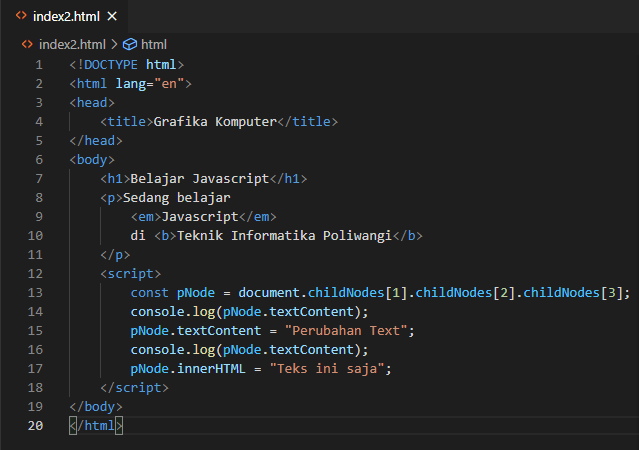 index2.html
index2.html > html
1 <!DOCTYPE html>
2 <html lang="en">
3 <head>
4     <title>Grafika Komputer</title>
5 </head>
6 <body>
7     <h1>Belajar Javascript</h1>
8     <p>Sedang belajar
9         <em>Javascript</em>
10         di <b>Teknik Informatika Poliwangi</b>
11     </p>
12     <script>
13         const pNode = document.childNodes[1].childNodes[2].childNodes[3];
14         console.log(pNode.textContent);
15         pNode.textContent = "Perubahan Text";
16         console.log(pNode.textContent);
17         pNode.innerHTML = "Teks ini saja";
18     </script>
19 </body>
20 </html>